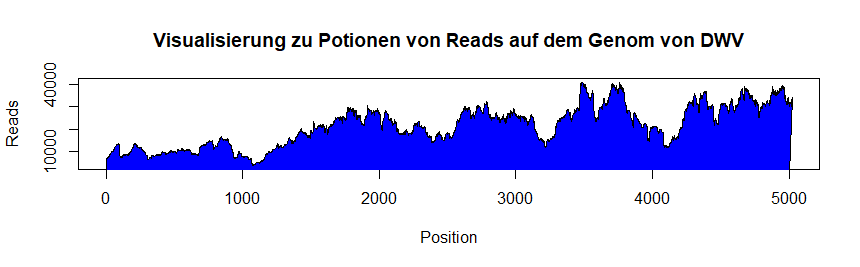 Visualisierung zu Potionen von Reads auf dem Genom von DWV
Reads
40000
10000
0 1000 2000 3000 4000 5000
Position